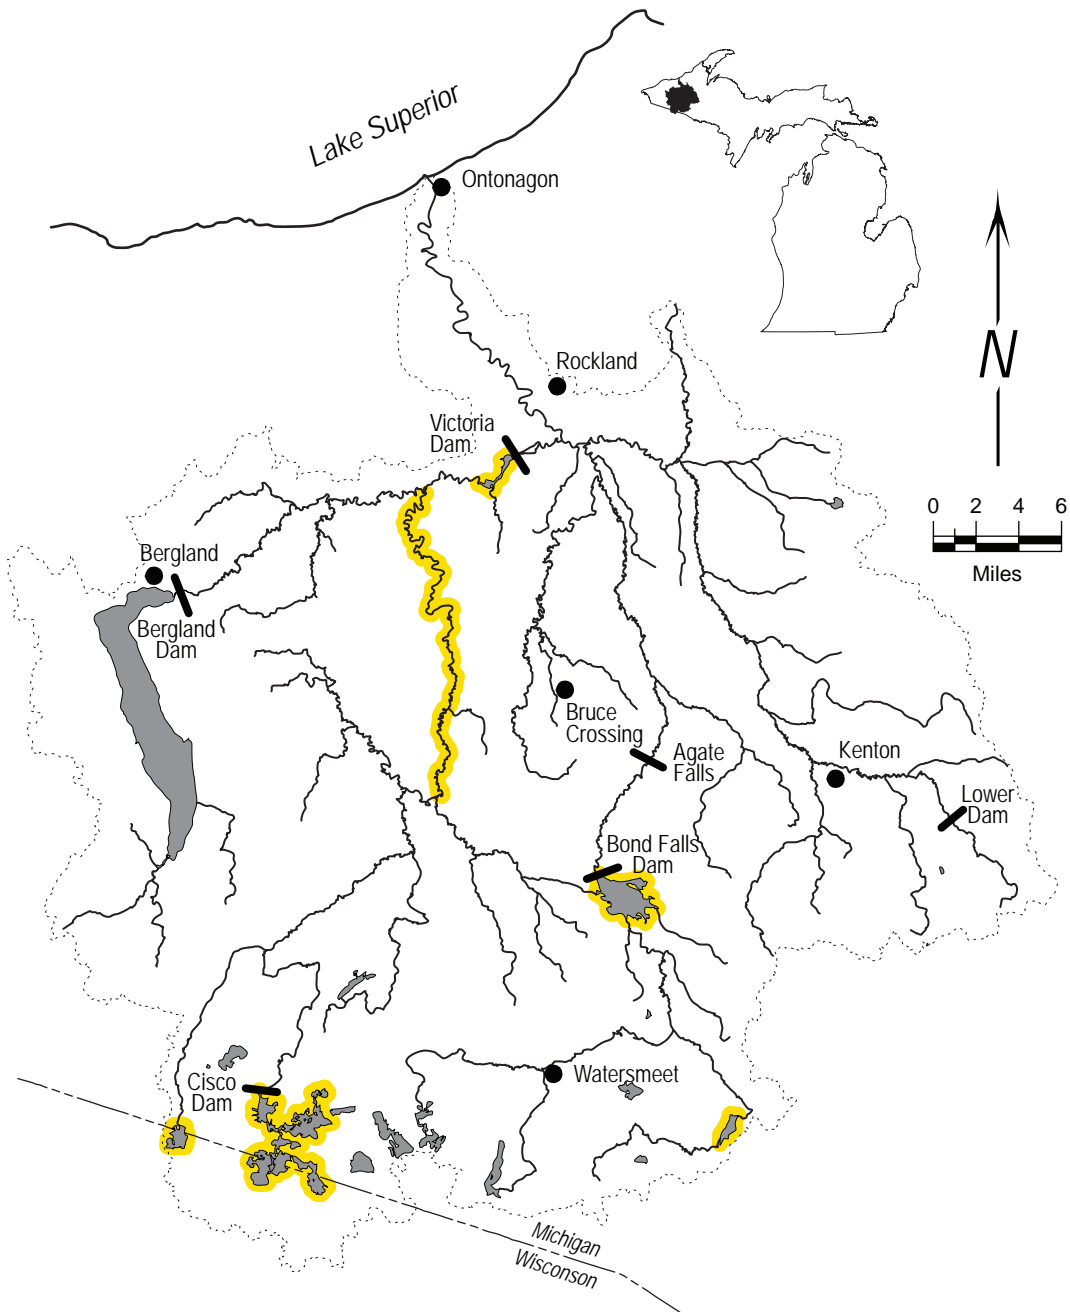 Lake Superior
Ontonagon
Rockland
N
Victoria
Dam
0 2 4 6
Miles
Bergland
Bergland
Dam
Bruce
Crossing
Agate
Falls
Kenton
Lower
Dam
Bond Falls
Dam
Cisco
Dam
Watersmeet
Michigan
Wisconson